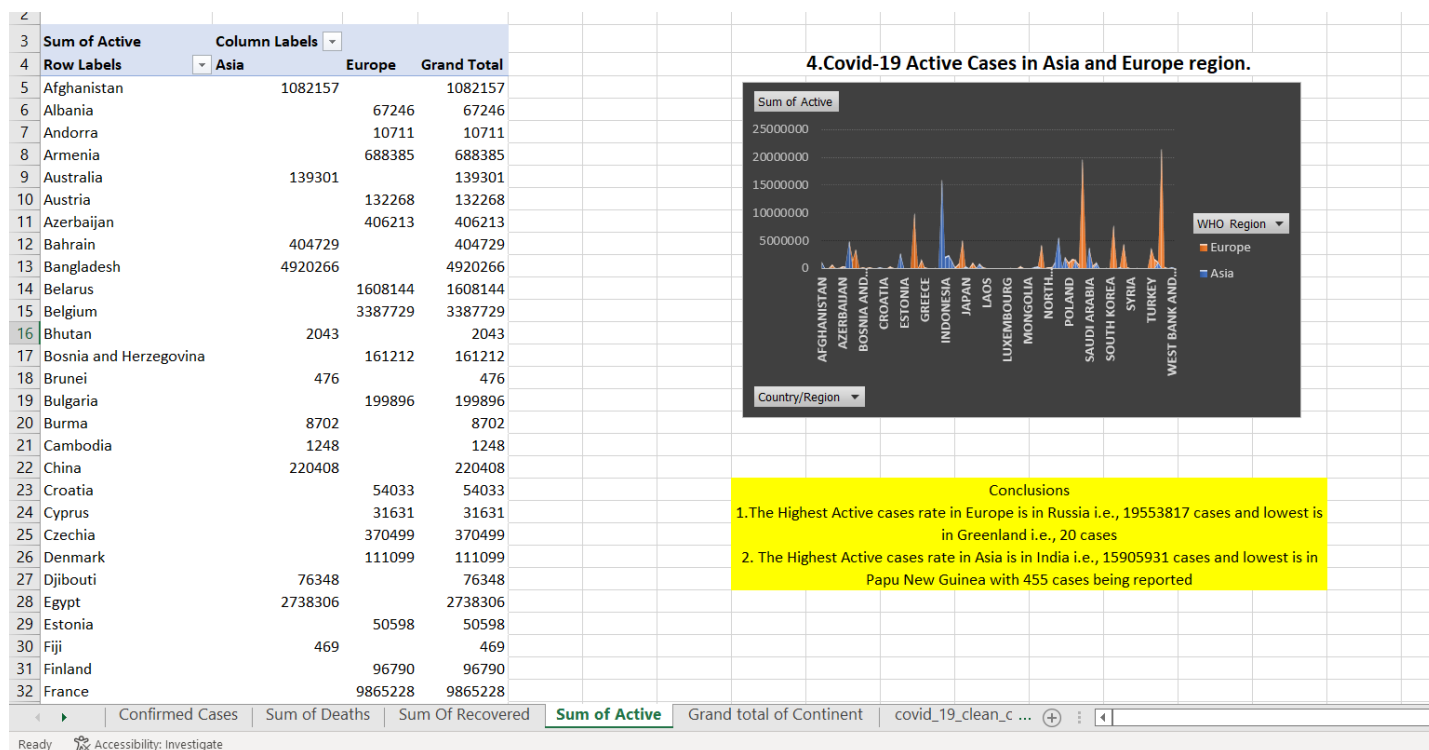 2
3 Sum of Active Column Labels
4 Row Labels Asia Europe Grand Total
5 Afghanistan 1082157 1082157
6 Albania 67246 67246
7 Andorra 10711 10711
8 Armenia 688385 688385
9 Australia 139301 139301
10 Austria 132268 132268
11 Azerbaijan 406213 406213
12 Bahrain 404729 404729
13 Bangladesh 4920266 4920266
14 Belarus 1608144 1608144
15 Belgium 3387729 3387729
16 Bhutan 2043 2043
17 Bosnia and Herzegovina 161212 161212
18 Brunei 476 476
19 Bulgaria 199896 199896
20 Burma 8702 8702
21 Cambodia 1248 1248
22 China 220408 220408
23 Croatia 54033 54033
24 Cyprus 31631 31631
25 Czechia 370499 370499
26 Denmark 111099 111099
27 Djibouti 76348 76348
28 Egypt 2738306 2738306
29 Estonia 50598 50598
30 Fiji 469 469
31 Finland 96790 96790
32 France 9865228 9865228
4.Covid-19 Active Cases in Asia and Europe region.
Sum of Active
25000000
20000000
15000000
10000000
5000000
0
AFGHANISTAN
AZERBAIJAN
BOSNIA AND…
CROATIA
ESTONIA
GREECE
INDONESIA
JAPAN
LAOS
LUXEMBOURG
MONGOLIA
NORTH…
POLAND
SAUDI ARABIA
SOUTH KOREA
SYRIA
TURKEY
WEST BANK AND…
WHO Region
Europe
Asia
Country/Region
Conclusions
1.The Highest Active cases rate in Europe is in Russia i.e., 19553817 cases and lowest is
in Greenland i.e., 20 cases
2. The Highest Active cases rate in Asia is in India i.e., 15905931 cases and lowest is in
Papu New Guinea with 455 cases being reported
Confirmed Cases Sum of Deaths Sum Of Recovered Sum of Active Grand total of Continent covid_19_clean_c ...
Ready Accessibility: Investigate